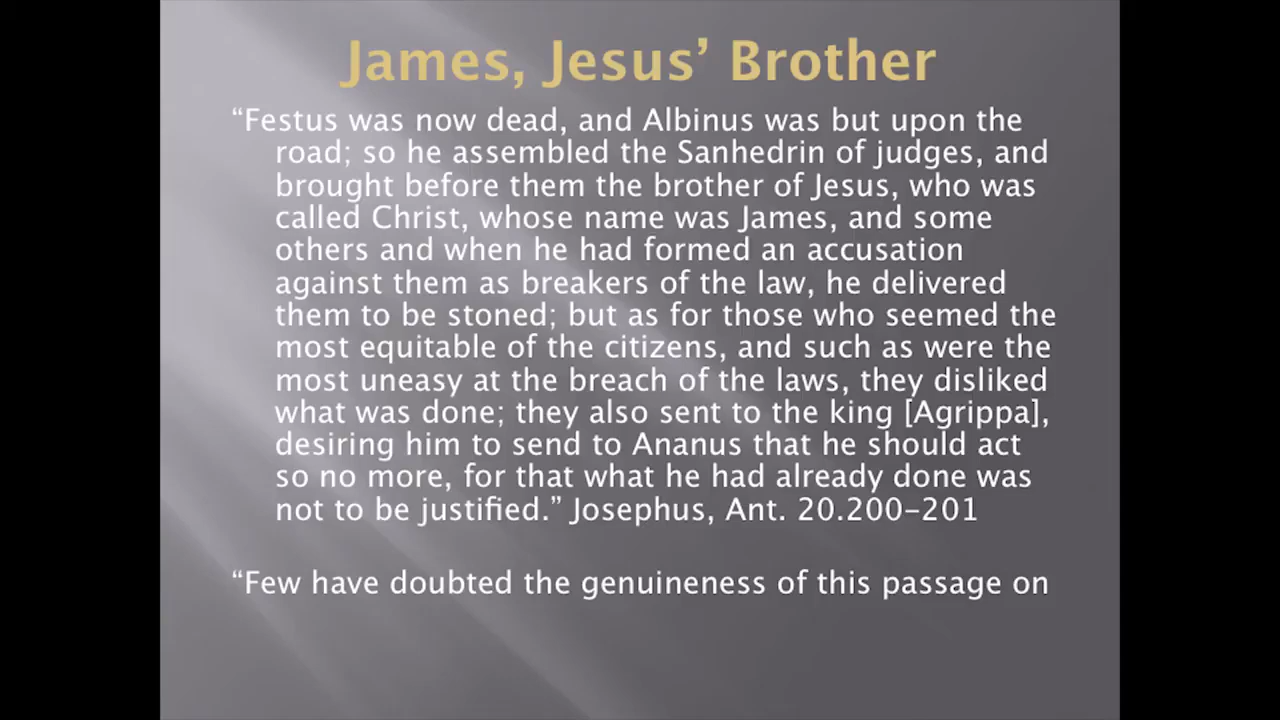 James, Jesus’ Brother
“Festus was now dead, and Albinus was but upon the
road; so he assembled the Sanhedrin of judges, and
brought before them the brother of Jesus, who was
called Christ, whose name was James, and some
others and when he had formed an accusation
against them as breakers of the law, he delivered
them to be stoned; but as for those who seemed the
most equitable of the citizens, and such as were the
most uneasy at the breach of the laws, they disliked
what was done; they also sent to the king [Agrippa],
desiring him to send to Ananus that he should act
so no more, for that what he had already done was
not to be justified.” Josephus, Ant. 20.200-201
“Few have doubted the genuineness of this passage on